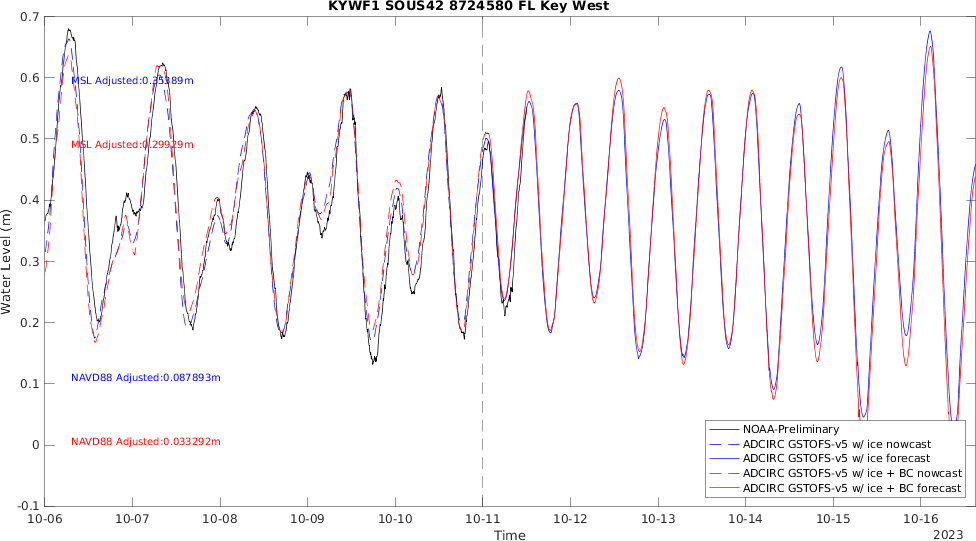 KYWF1 SOUS42 8724580 FL Key West
0.7
0.6
0.5
0.4
0.3
0.2
0.1
0
-0.1
Water Level (m)
MSL Adjusted:0.35389m
MSL Adjusted:0.29929m
NAVD88 Adjusted:0.087893m
NAVD88 Adjusted:0.033292m
NOAA-Preliminary
ADCIRC GSTOFS-v5 w/ ice nowcast
ADCIRC GSTOFS-v5 w/ ice forecast
ADCIRC GSTOFS-v5 w/ ice + BC nowcast
ADCIRC GSTOFS-v5 w/ ice + BC forecast
10-06 10-07 10-08 10-09 10-10 10-11 10-12 10-13 10-14 10-15 10-16
Time
2023